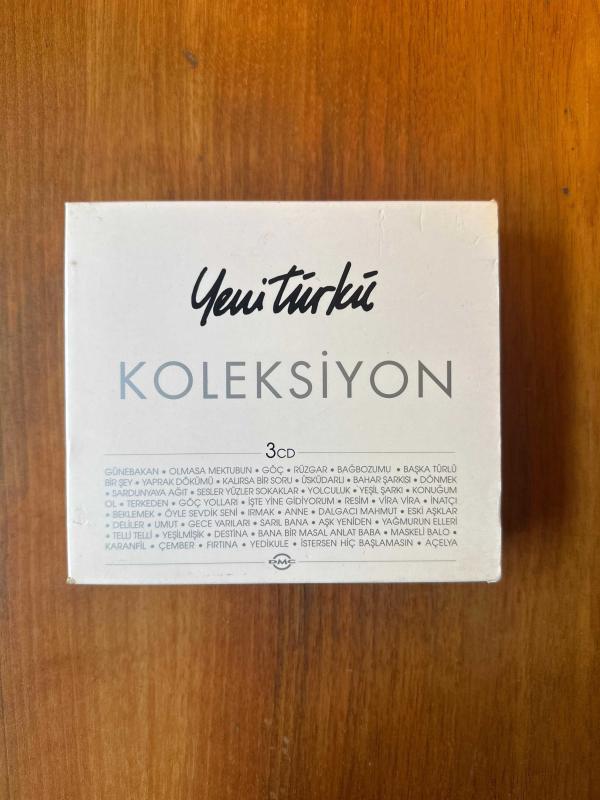 Yeni Türkü
KOLEKSİYON
3CD
GÜNEBAKAN • OLMASA MEKTUBUN • GÖÇ • RÜZGAR • BAĞBOZUMU • BAŞKA TÜRLÜ
BİR ŞEY • YAPRAK DÖKÜMÜ • KALIRSA BİR SORU • ÜSKÜDARLI • BAHAR ŞARKISI • DÖNMEK
• SARDUNYAYA AĞIT • SESLER YÜZLER SOKAKLAR • YOLCULUK • YEŞİL ŞARKI • KONUĞUM
OL • TERKEDEN • GÖÇ YOLLARI • İŞTE YİNE GİDİYORUM • RESİM • VİRA VİRA • İNATÇI
• BEKLEMEK • ÖYLE SEVDİK SENİ • IRMAK • ANNE • DALGACI MAHMUT • ESKİ AŞKLAR
• DELİLER • UMUT • GECE YARILARI • SARIL BANA • AŞK YENİDEN • YAĞMURUN ELLERİ
• TELLİ TELLİ • YEŞİLMİŞİK • DESTİNA • BANA BİR MASAL ANLAT BABA • MASKELİ BALO •
KARANFİL • ÇEMBER • FIRTINA • YEDİKULE • İSTERSEN HİÇ BAŞLAMASIN • AÇELYA
DMC